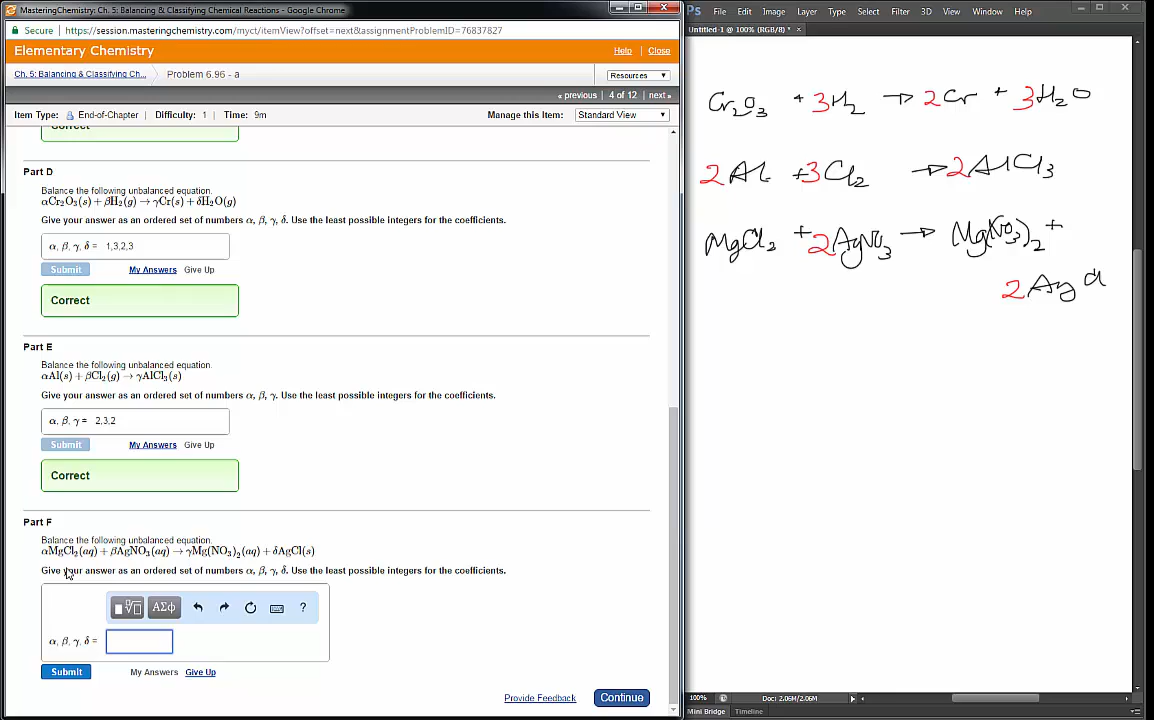 MasteringChemistry: Ch. 5: Balancing & Classifying Chemical Reactions - Google Chrome
Secure https://session.masteringchemistry.com/myct/itemView?offset=next&assignmentProblemID=76837827
Elementary Chemistry
Help Close
Ch. 5: Balancing & Classifying Ch... Problem 6.96 - a
Resources
« previous 4 of 12 next »
Item Type: End-of-Chapter Difficulty: 1 Time: 9m Manage this Item: Standard View
Correct
Part D
Balance the following unbalanced equation.
αCr₂O₃(s) + βH₂(g) → γCr(s) + δH₂O(g)
Give your answer as an ordered set of numbers α, β, γ, δ. Use the least possible integers for the coefficients.
α, β, γ, δ = 1,3,2,3
Submit My Answers Give Up
Correct
Part E
Balance the following unbalanced equation.
αAl(s) + βCl₂(g) → γAlCl₃(s)
Give your answer as an ordered set of numbers α, β, γ. Use the least possible integers for the coefficients.
α, β, γ = 2,3,2
Submit My Answers Give Up
Correct
Part F
Balance the following unbalanced equation.
αMgCl₂(aq) + βAgNO₃(aq) → γMg(NO₃)₂(aq) + δAgCl(s)
Give your answer as an ordered set of numbers α, β, γ, δ. Use the least possible integers for the coefficients.
ΑΣφ ?
α, β, γ, δ =
Submit My Answers Give Up
Provide Feedback Continue
Ps File Edit Image Layer Type Select Filter 3D View Window Help
Untitled-1 @ 100% (RGB/8) * ×
Cr₂O₃ + 3H₂ → 2Cr + 3H₂O
2Al + 3Cl₂ → 2AlCl₃
MgCl₂ + 2AgNO₃ → Mg(NO₃)₂ +
2AgCl
100% Doc: 2.06M/2.06M
Mini Bridge Timeline